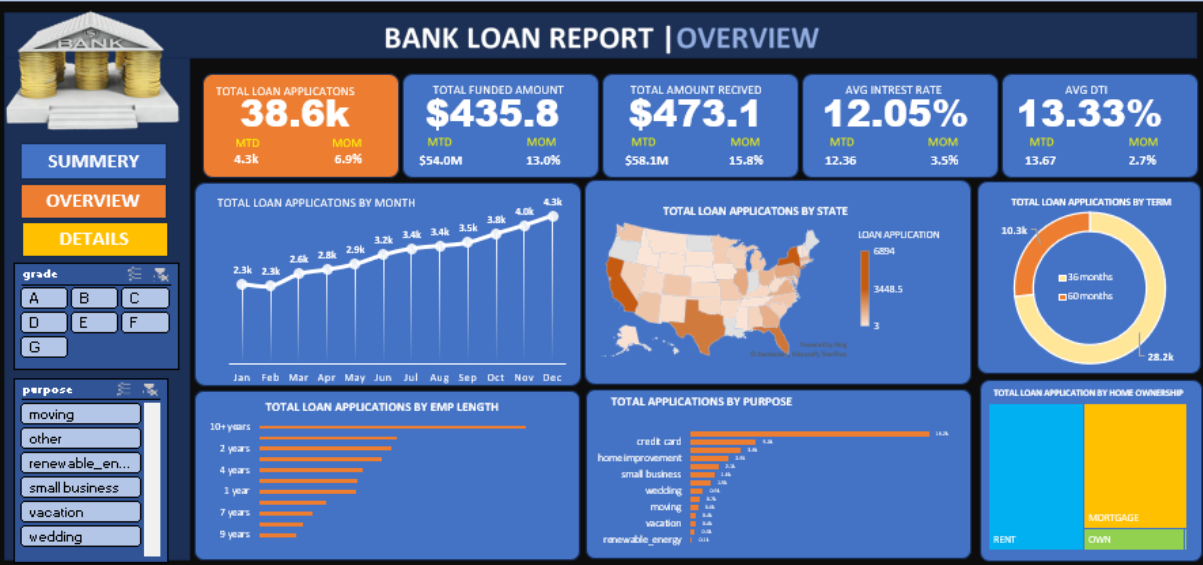 BANK
BANK LOAN REPORT | OVERVIEW
TOTAL LOAN APPLICATONS
38.6k
MTD MOM
4.3k 6.9%
TOTAL FUNDED AMOUNT
$435.8
MTD MOM
$54.0M 13.0%
TOTAL AMOUNT RECIVED
$473.1
MTD MOM
$58.1M 15.8%
AVG INTREST RATE
12.05%
MTD MOM
12.36 3.5%
AVG DTI
13.33%
MTD MOM
13.67 2.7%
SUMMERY
OVERVIEW
DETAILS
grade
A B C
D E F
G
purpose
moving
other
renewable_en...
small business
vacation
wedding
TOTAL LOAN APPLICATONS BY MONTH
2.3k 2.3k 2.6k 2.8k 2.9k 3.2k 3.4k 3.4k 3.5k 3.8k 4.0k 4.3k
Jan Feb Mar Apr May Jun Jul Aug Sep Oct Nov Dec
TOTAL LOAN APPLICATONS BY STATE
LOAN APPLICATION
6894
3448.5
3
TOTAL LOAN APPLICATIONS BY TERM
10.3k
36 months
60 months
28.2k
TOTAL LOAN APPLICATIONS BY EMP LENGTH
10+ years
2 years
4 years
1 year
7 years
9 years
TOTAL APPLICATIONS BY PURPOSE
credit card
home improvement
small business
wedding
moving
vacation
renewable_energy
TOTAL LOAN APPLICATION BY HOME OWNERSHIP
RENT
MORTGAGE
OWN